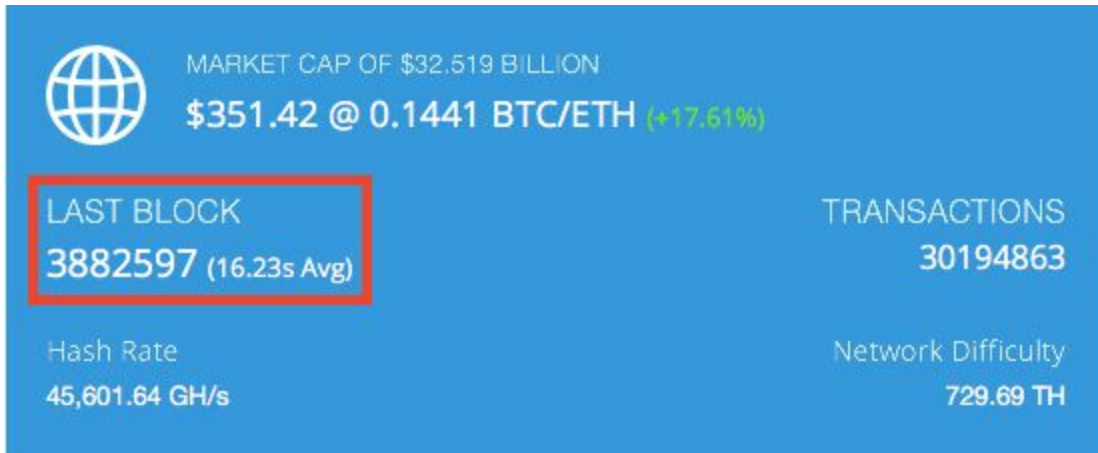 MARKET CAP OF $32.519 BILLION
$351.42 @ 0.1441 BTC/ETH (+17.61%)
LAST BLOCK
3882597 (16.23s Avg)
TRANSACTIONS
30194863
Hash Rate
45,601.64 GH/s
Network Difficulty
729.69 TH